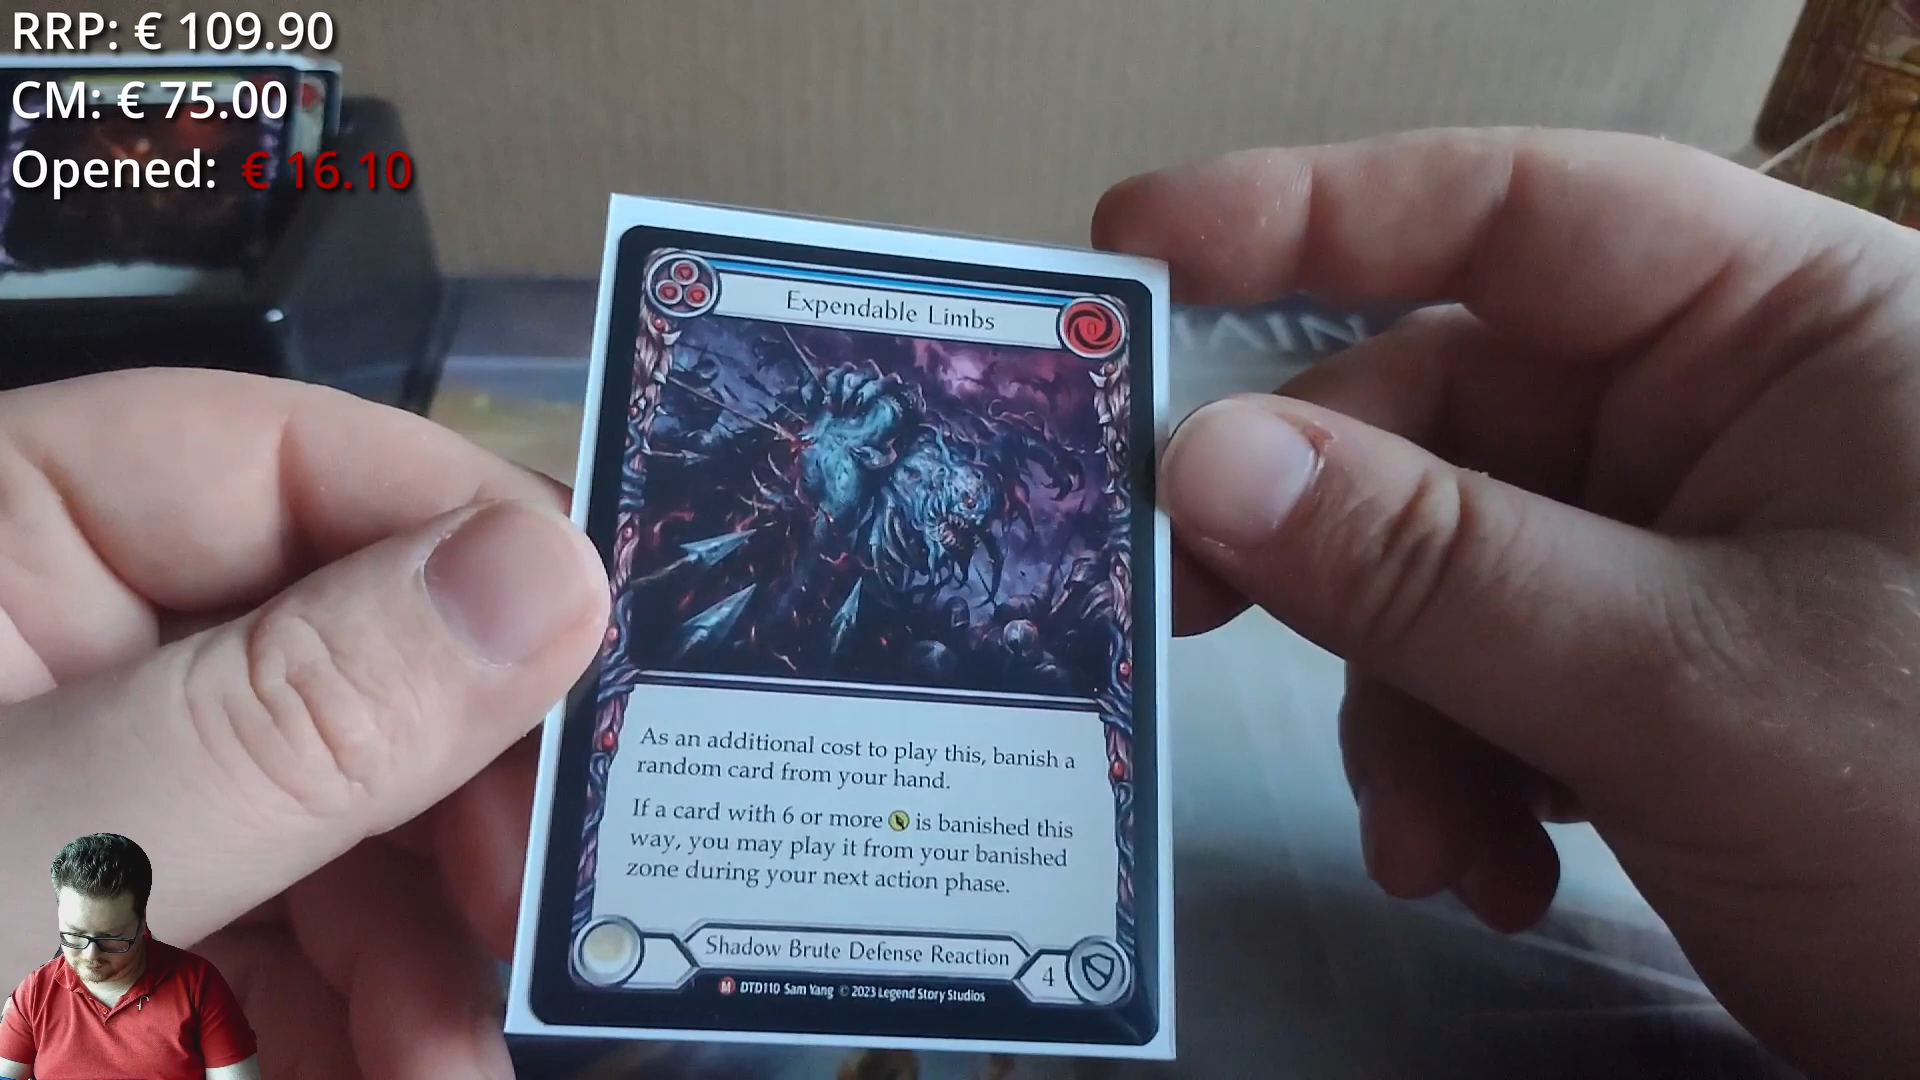 RRP: € 109.90
CM: € 75.00
Opened: € 16.10
HAIN
Expendable Limbs
0
As an additional cost to play this, banish a
random card from your hand.
If a card with 6 or more is banished this
way, you may play it from your banished
zone during your next action phase.
Shadow Brute Defense Reaction
4
M DTD110 Sam Yang © 2023 Legend Story Studios